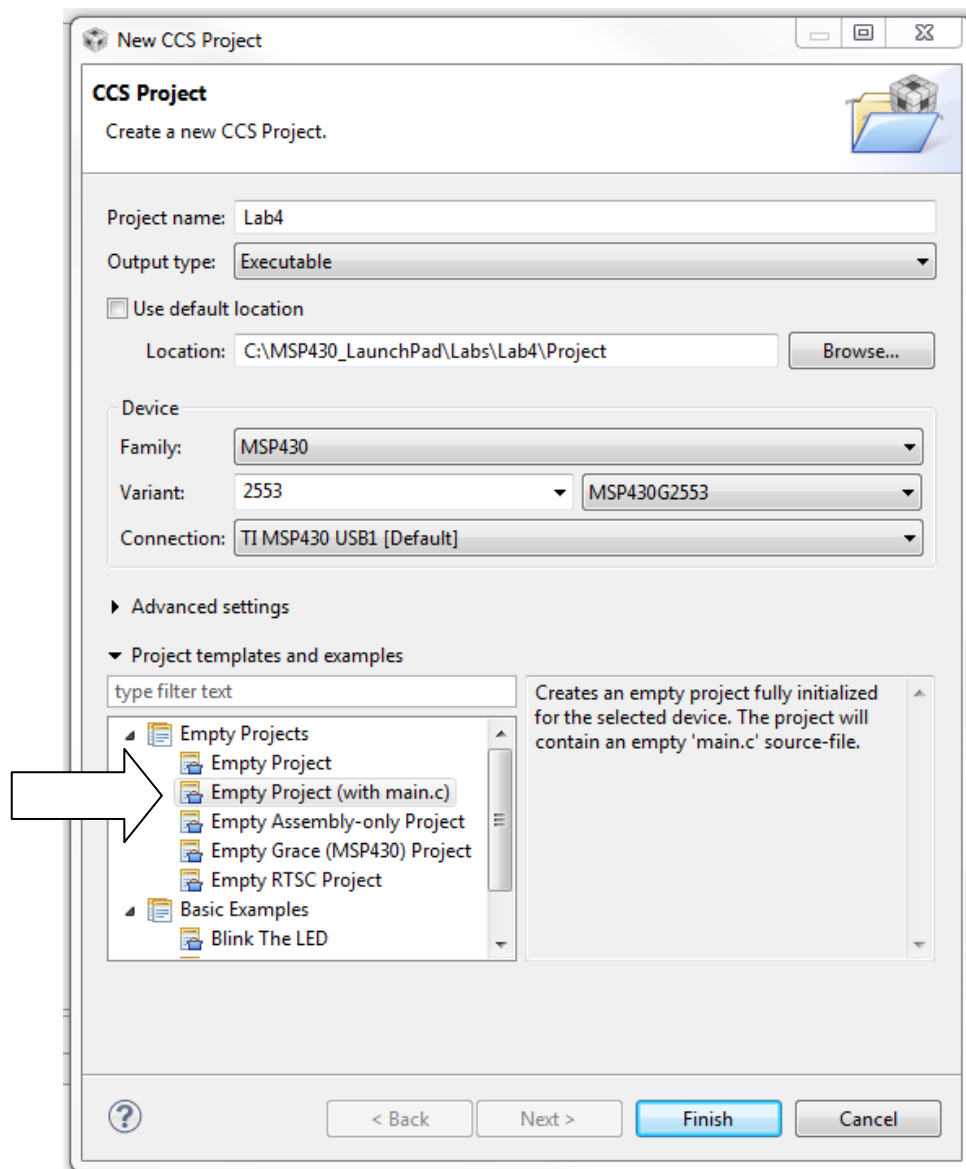 New CCS Project
CCS Project
Create a new CCS Project.
Project name: Lab4
Output type: Executable
Use default location
Location: C:\MSP430_LaunchPad\Labs\Lab4\Project Browse...
Device
Family: MSP430
Variant: 2553 MSP430G2553
Connection: TI MSP430 USB1 [Default]
Advanced settings
Project templates and examples
type filter text
Empty Projects
Empty Project
Empty Project (with main.c)
Empty Assembly-only Project
Empty Grace (MSP430) Project
Empty RTSC Project
Basic Examples
Blink The LED
Creates an empty project fully initialized
for the selected device. The project will
contain an empty 'main.c' source-file.
? < Back Next > Finish Cancel